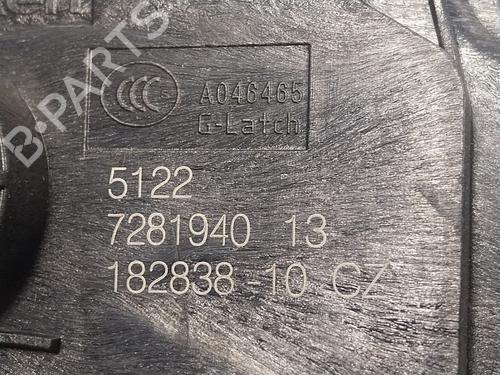 CCC S A046465
G-Latch
5122
7281940 13
182838-10 CZ
B-PARTS